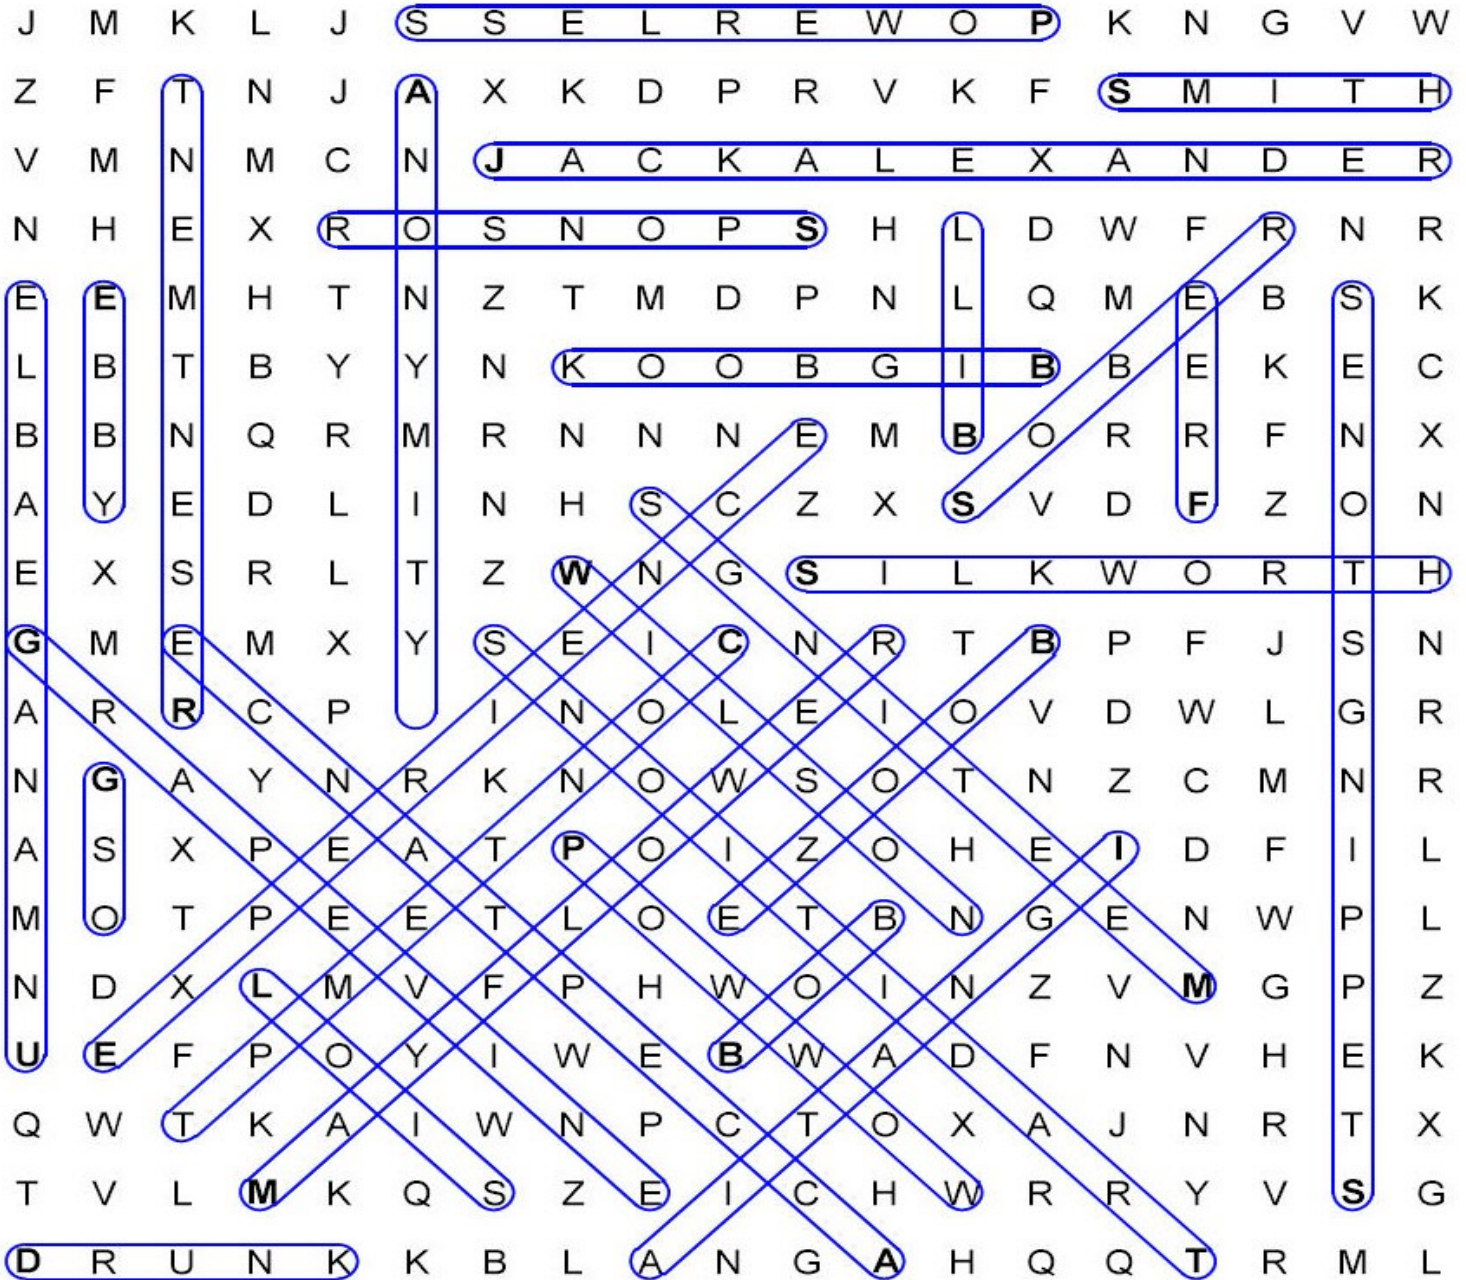 J M K L J S S E L R E W O P K N G V W
Z F T N J A X K D P R V K F S M I T H
V M N M C N J A C K A L E X A N D E R
N H E X R O S N O P S H L D W F R N R
E E M H T N Z T M D P N L Q M E B S K
L B T B Y Y N K O O B G I B B E K E C
B B N Q R M R N N N E M B O R R F N X
A Y E D L I N H S C Z X S V D F Z O N
E X S R L T Z W N G S I L K W O R T H
G M E M X Y S E I C N R T B P F J S N
A R R C P I N O L E I O V D W L G R
N G A Y N R K N O W S O T N Z C M N R
A S X P E A T P O I Z O H E I D F I L
M O T P E E T L O E T B N G E N W P L
N D X L M V F P H W O I N Z V M G P Z
U E F P O Y I W E B W A D F N V H E K
Q W T K A I W N P C T O X A J N R T X
T V L M K Q S Z E I C H W R R Y V S G
D R U N K K B L A N G A H Q Q T R M L